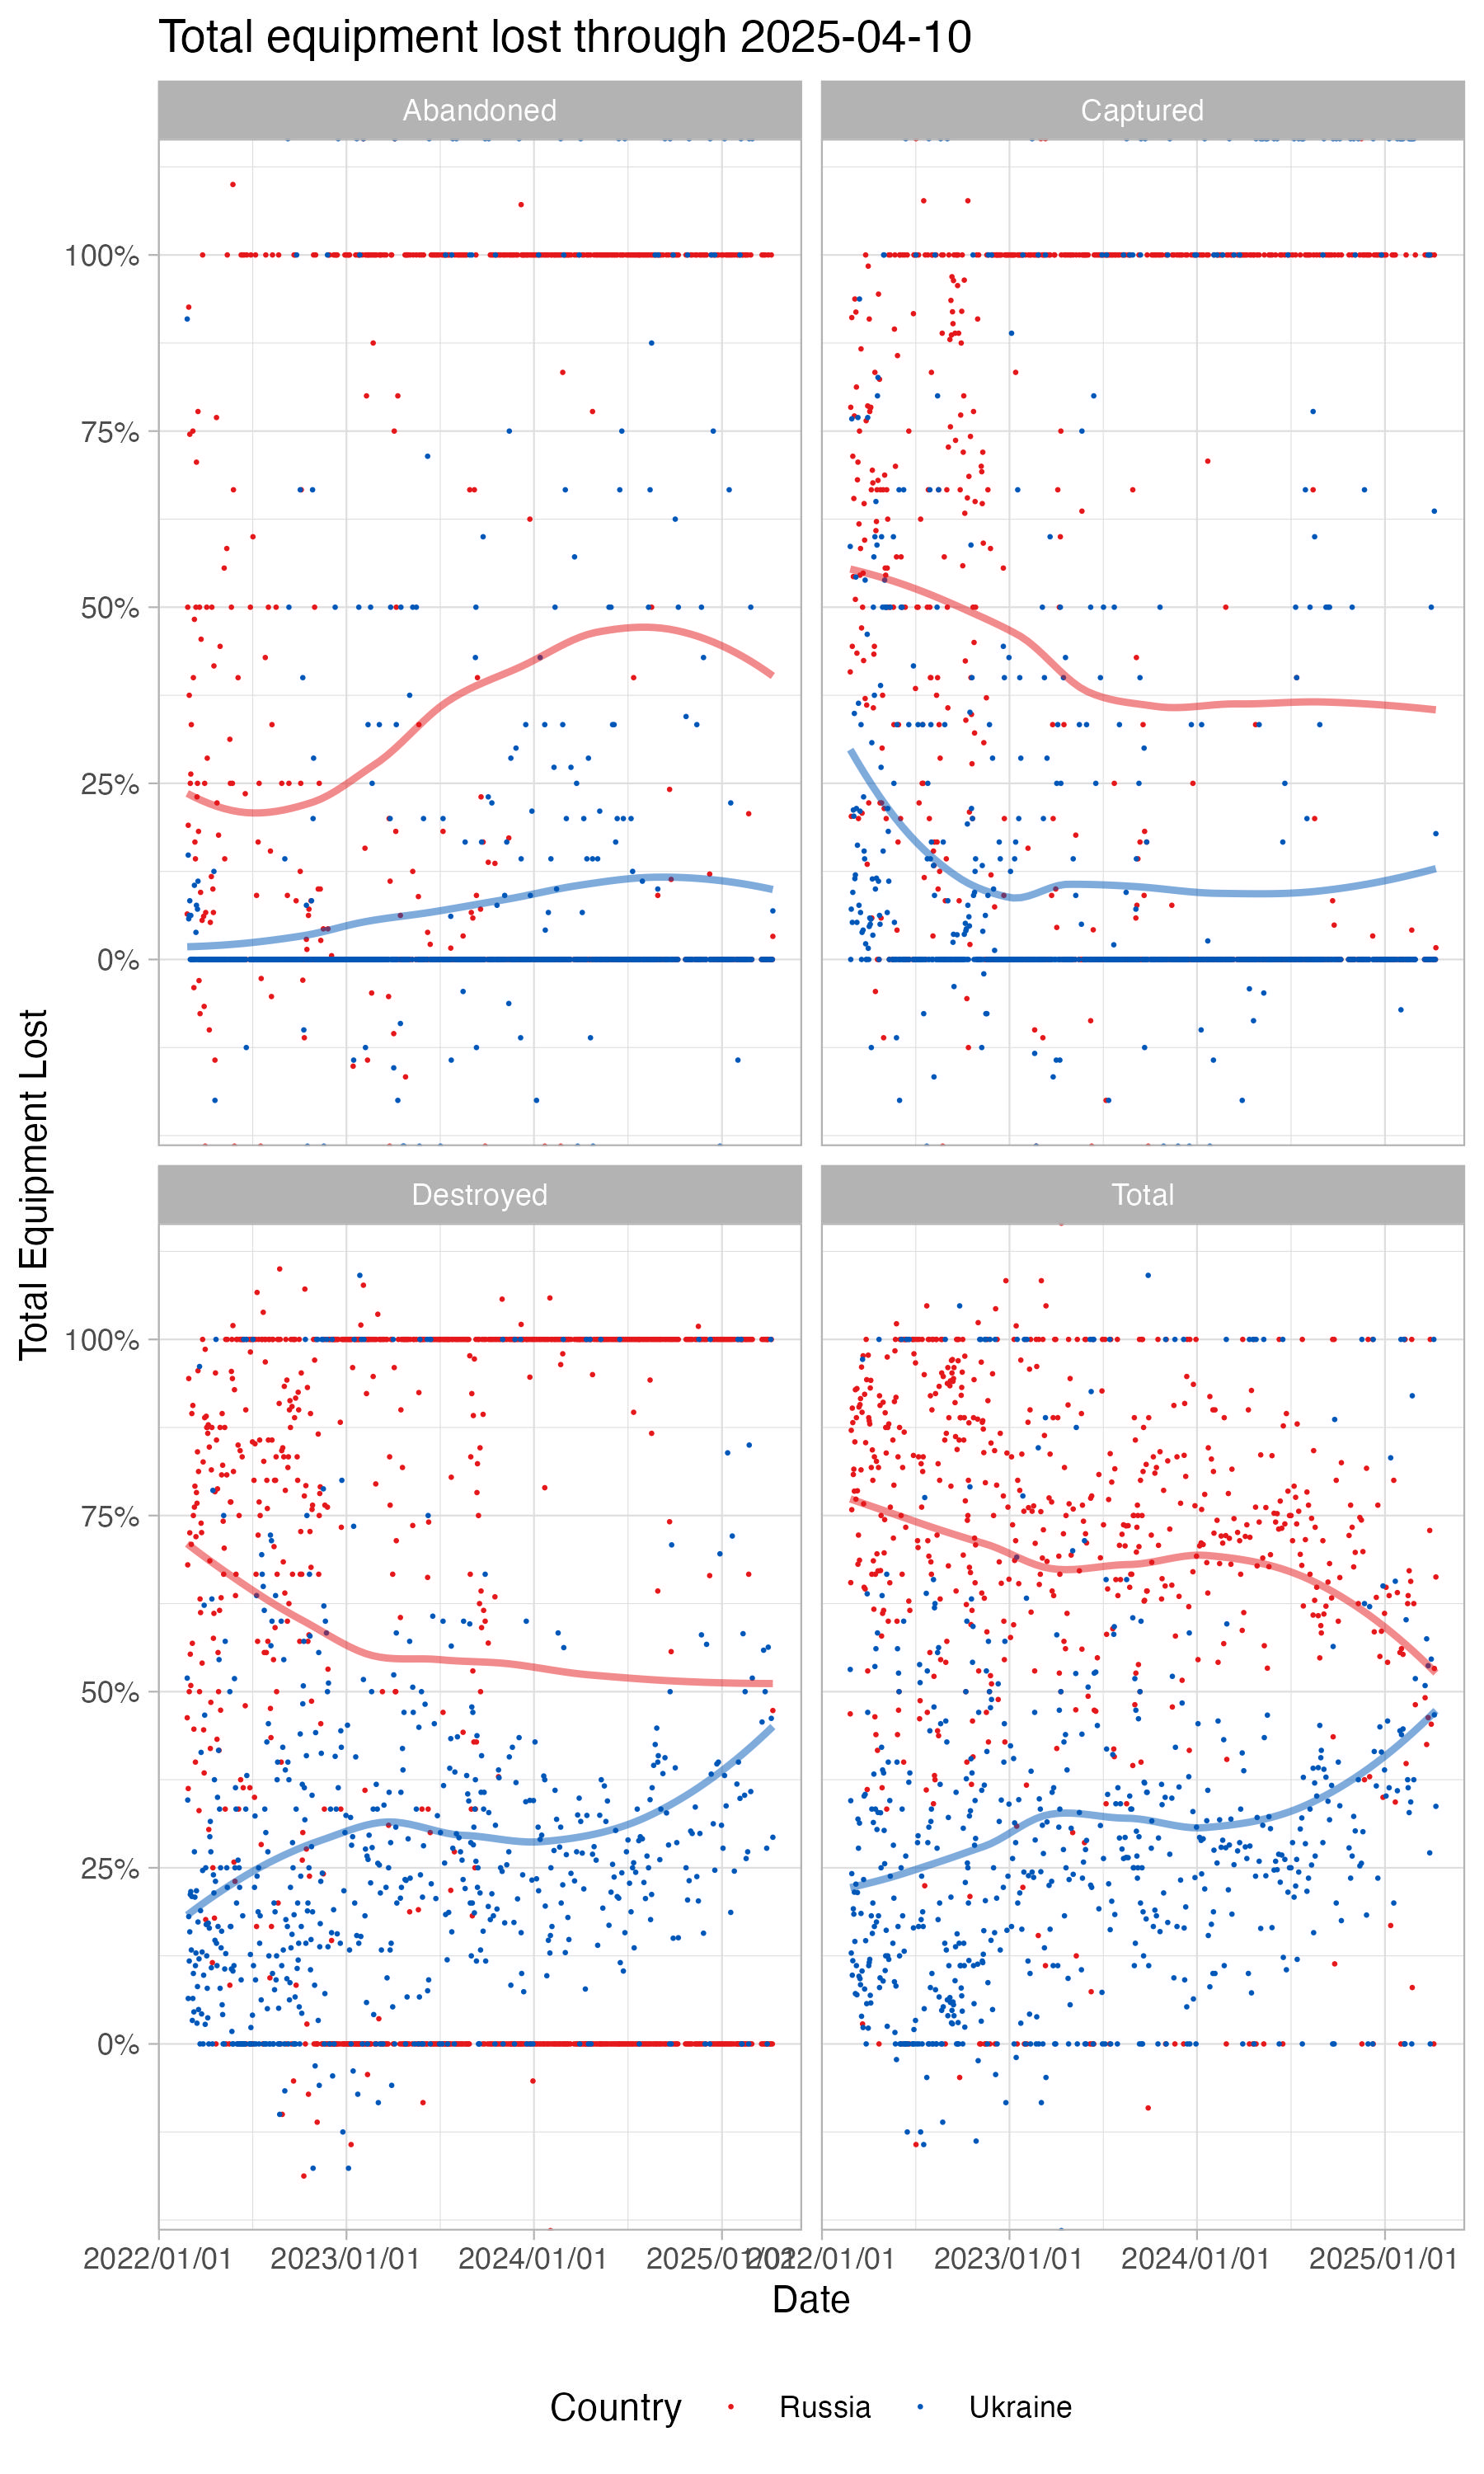 Total equipment lost through 2025-04-10
Abandoned
Captured
100%
75%
50%
25%
0%
Total Equipment Lost
Destroyed
Total
100%
75%
50%
25%
0%
2022/01/01 2023/01/01 2024/01/01 2025/01/01 2022/01/01 2023/01/01 2024/01/01 2025/01/01
Date
Country Russia Ukraine